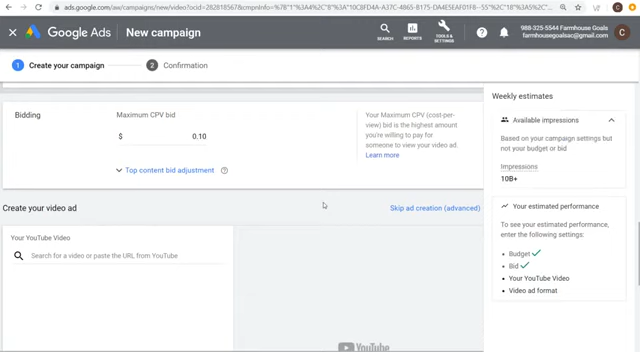 ads.google.com/aw/campaigns/new/video?ocid=282818567&cmpnInfo=%7B"1"%3A4%2C"8"%3A"10C8FD4A-A37C-4865-8175-DA4E5EAF01FB--55"%2C"18"%3A5%2C"...
Google Ads
New campaign
SEARCH
REPORTS
TOOLS &
SETTINGS
988-325-5544 Farmhouse Goals
farmhousegoalsac@gmail.com
C
1 Create your campaign
2 Confirmation
Weekly estimates
Available impressions
Based on your campaign settings but
not your budget or bid
Impressions
10B+
Your estimated performance
To see your estimated performance,
enter the following settings:
• Budget
• Bid
• Your YouTube Video
• Video ad format
Bidding
Maximum CPV bid
$ 0.10
Top content bid adjustment
Your Maximum CPV (cost-per-
view) bid is the highest amount
you're willing to pay for
someone to view your video ad.
Learn more
Create your video ad
Skip ad creation (advanced)
Your YouTube Video
Search for a video or paste the URL from YouTube
YouTube